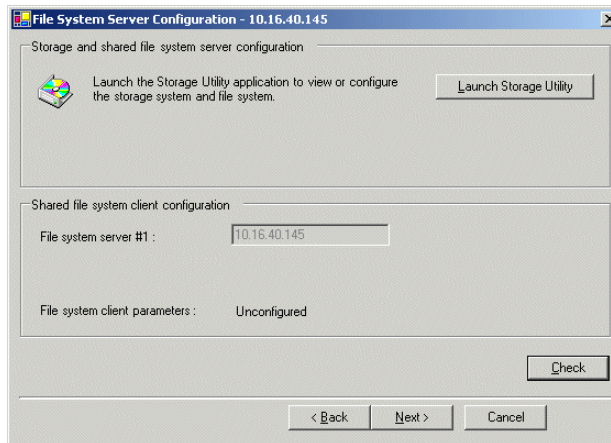 File System Server Configuration - 10.16.40.145
Storage and shared file system server configuration
Launch the Storage Utility application to view or configure
the storage system and file system.
Launch Storage Utility
Shared file system client configuration
File system server #1 :
10.16.40.145
File system client parameters :
Unconfigured
Check
< Back
Next >
Cancel